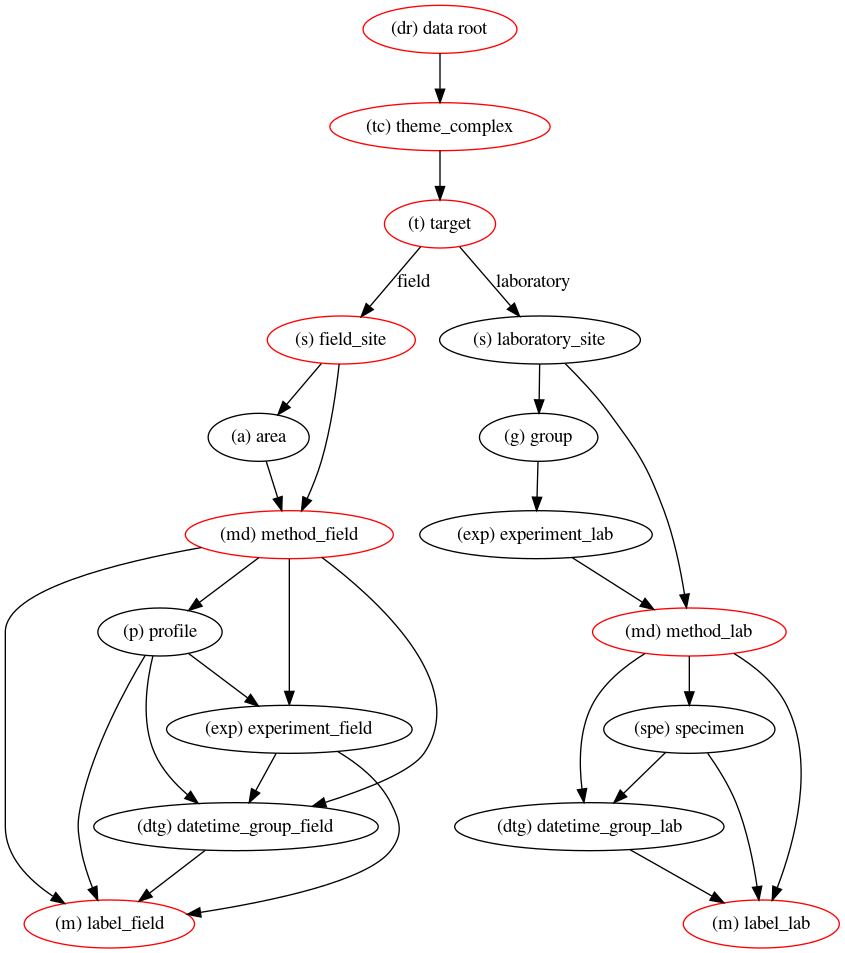 (dr) data root
(tc) theme_complex
(t) target
field
laboratory
(s) field_site
(s) laboratory_site
(a) area
(g) group
(md) method_field
(exp) experiment_lab
(p) profile
(md) method_lab
(exp) experiment_field
(spe) specimen
(dtg) datetime_group_field
(dtg) datetime_group_lab
(m) label_field
(m) label_lab